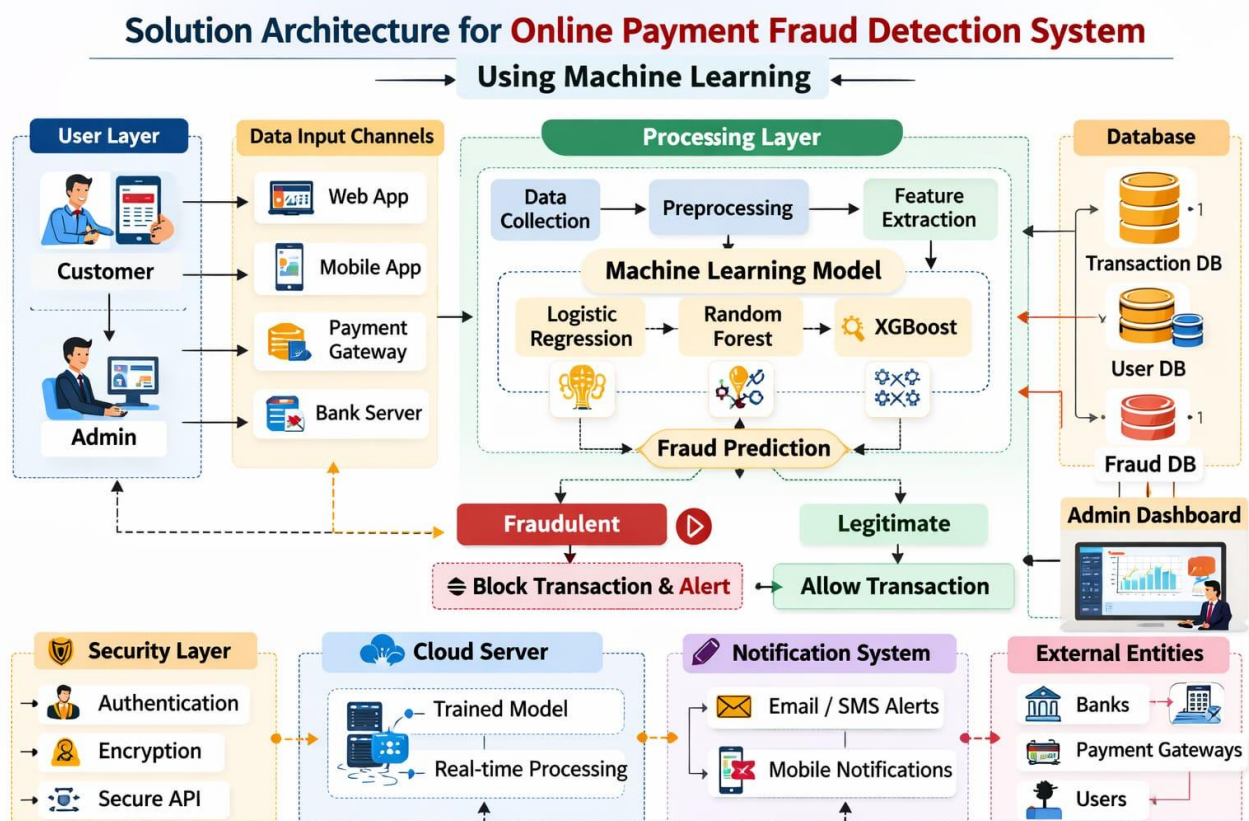 Solution Architecture for Online Payment Fraud Detection System
Using Machine Learning
User Layer
Customer
Admin
Data Input Channels
Web App
Mobile App
Payment
Gateway
Bank Server
Processing Layer
Data
Collection
Preprocessing
Feature
Extraction
Machine Learning Model
Logistic
Regression
Random
Forest
XGBoost
Fraud Prediction
Fraudulent
Legitimate
Block Transaction & Alert
Allow Transaction
Database
1
Transaction DB
User DB
1
Fraud DB
Admin Dashboard
Security Layer
Authentication
Encryption
Secure API
Cloud Server
Trained Model
Real-time Processing
Notification System
Email / SMS Alerts
Mobile Notifications
External Entities
Banks
Payment Gateways
Users